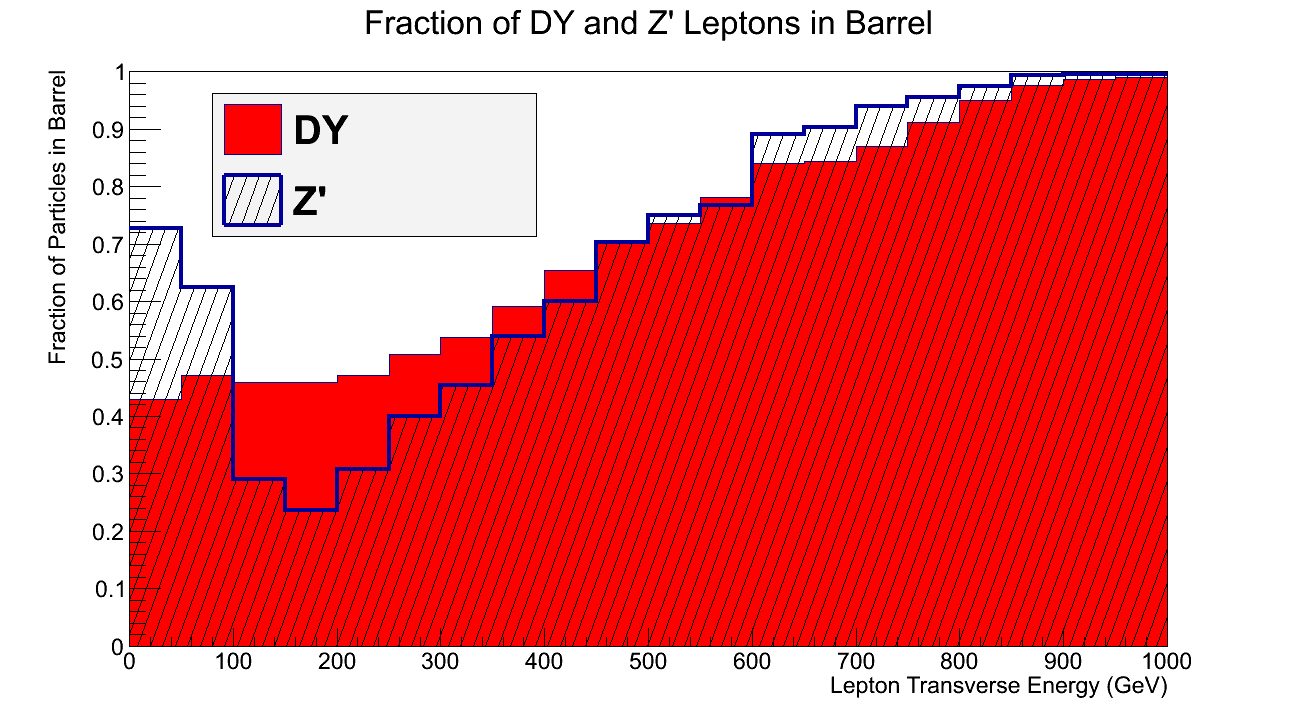 Fraction of DY and Z' Leptons in Barrel
Fraction of Particles in Barrel
1
0.9
0.8
0.7
0.6
0.5
0.4
0.3
0.2
0.1
0
DY
Z'
0 100 200 300 400 500 600 700 800 900 1000
Lepton Transverse Energy (GeV)